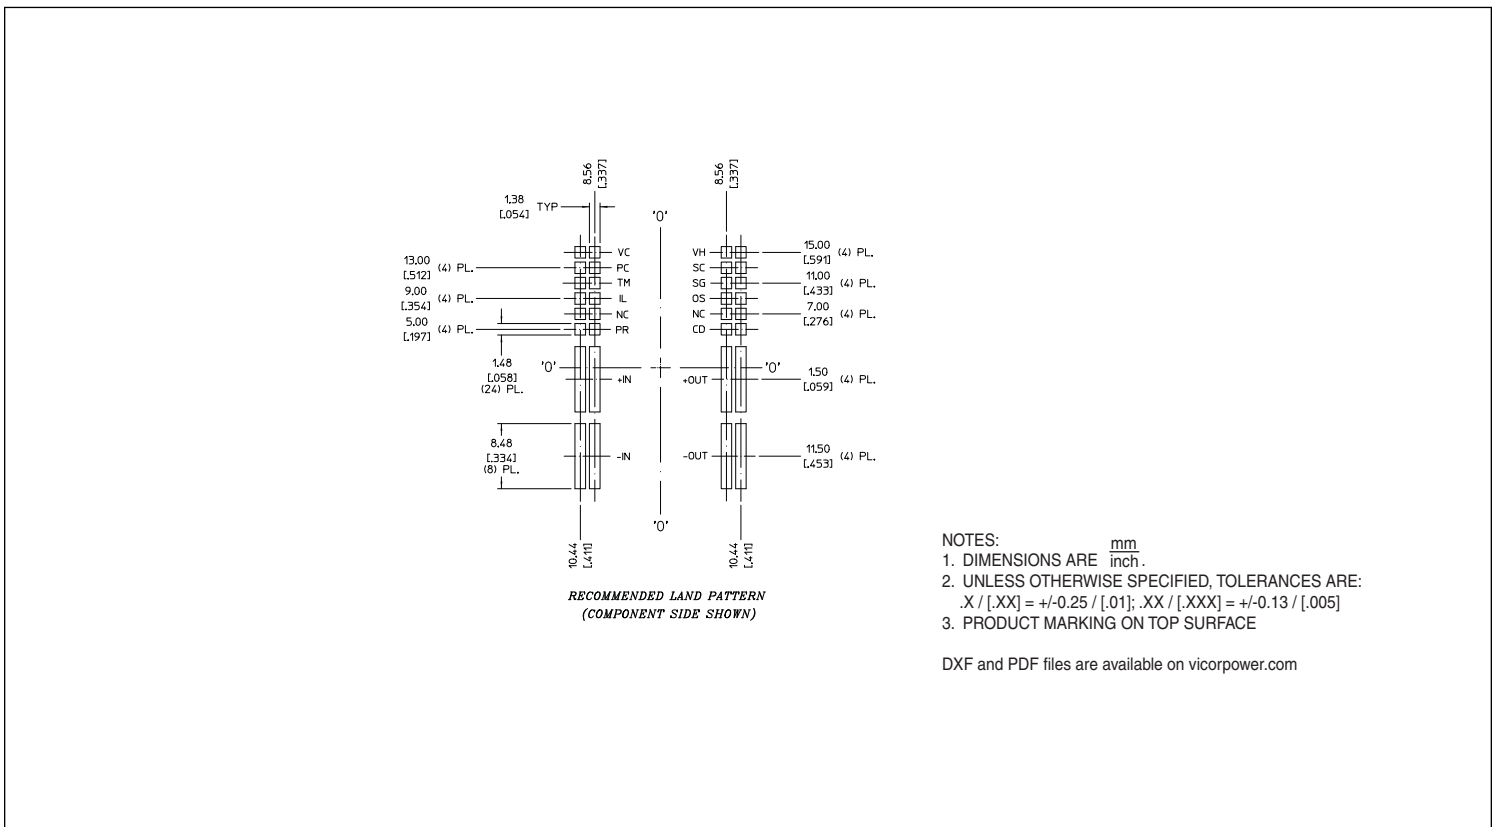 8.56
[.337]
8.56
[.337]
1.38
[.054]
TYP
'0'
VC
VH
15.00
[.591]
(4) PL.
13.00
[.512]
(4) PL.
PC
SC
TM
SG
11.00
[.433]
(4) PL.
9.00
[.354]
(4) PL.
IL
OS
NC
NC
7.00
[.276]
(4) PL.
5.00
[.197]
(4) PL.
PR
CD
1.48
[.058]
(24) PL.
'0'
'0'
+IN
+OUT
1.50
[.059]
(4) PL.
8.48
[.334]
(8) PL.
-IN
-OUT
11.50
[.453]
(4) PL.
'0'
10.44
[.411]
10.44
[.411]
RECOMMENDED LAND PATTERN
(COMPONENT SIDE SHOWN)
NOTES:
1. DIMENSIONS ARE mm/inch.
2. UNLESS OTHERWISE SPECIFIED, TOLERANCES ARE:
.X / [.XX] = +/-0.25 / [.01]; .XX / [.XXX] = +/-0.13 / [.005]
3. PRODUCT MARKING ON TOP SURFACE
DXF and PDF files are available on vicorpower.com